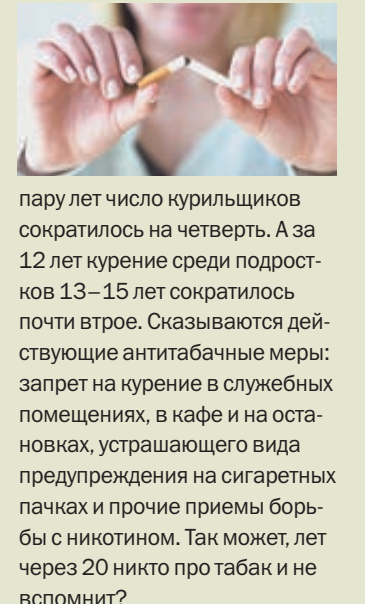 пару лет число курильщиков
сократилось на четверть. А за
12 лет курение среди подрост-
ков 13–15 лет сократилось
почти втрое. Сказываются дей-
ствующие антитабачные меры:
запрет на курение в служебных
помещениях, в кафе и на оста-
новках, устрашающего вида
предупреждения на сигаретных
пачках и прочие приемы борь-
бы с никотином. Так может, лет
через 20 никто про табак и не
вспомнит?